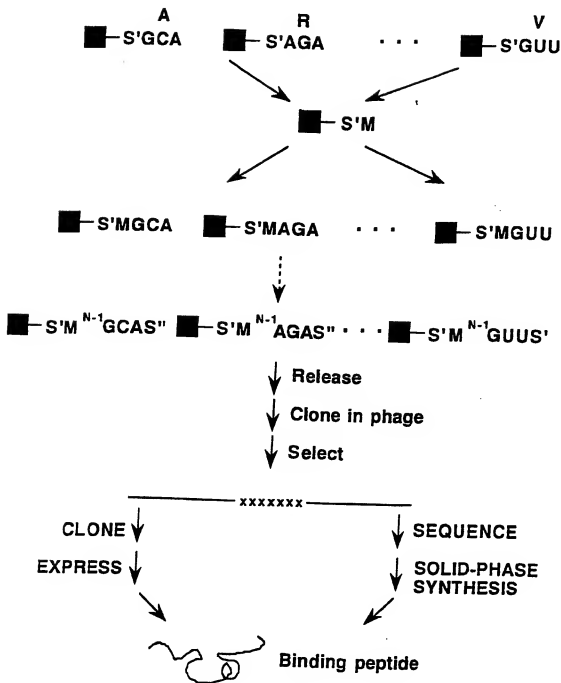 A R V
S'GCA S'AGA · · · S'GUU
S'M
S'MGCA S'MAGA · · · S'MGUU
S'M N-1 GCAS" S'M N-1 AGAS" · · · S'M N-1 GUUS'
Release
Clone in phage
Select
xxxxxxx
CLONE SEQUENCE
EXPRESS SOLID-PHASE
SYNTHESIS
Binding peptide